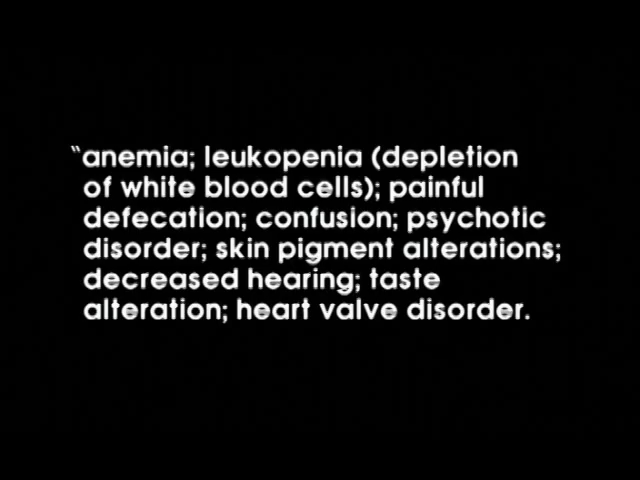 “anemia; leukopenia (depletion
of white blood cells); painful
defecation; confusion; psychotic
disorder; skin pigment alterations;
decreased hearing; taste
alteration; heart valve disorder.